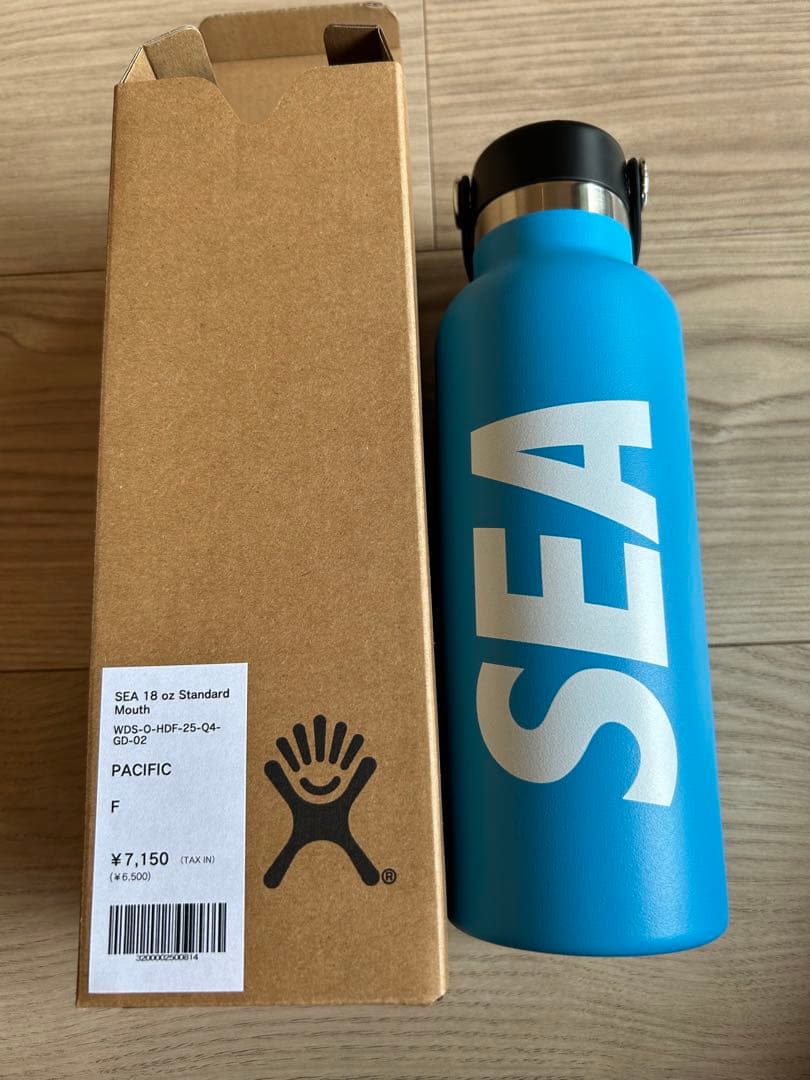 SEA 18 oz Standard
Mouth
WDS-O-HDF-25-Q4-
GD-02
PACIFIC
F
¥7,150 (TAX IN)
(¥6,500)
3200002500814
®
SEA